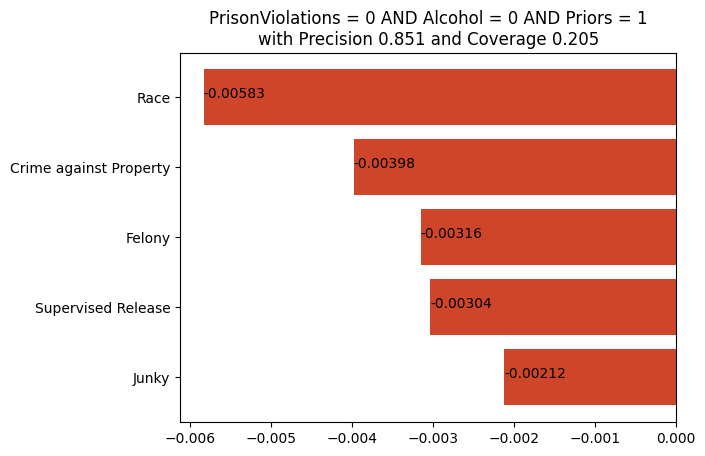 PrisonViolations = 0 AND Alcohol = 0 AND Priors = 1
with Precision 0.851 and Coverage 0.205
Race
-0.00583
Crime against Property
-0.00398
Felony
-0.00316
Supervised Release
-0.00304
Junky
-0.00212
−0.006 −0.005 −0.004 −0.003 −0.002 −0.001 0.000